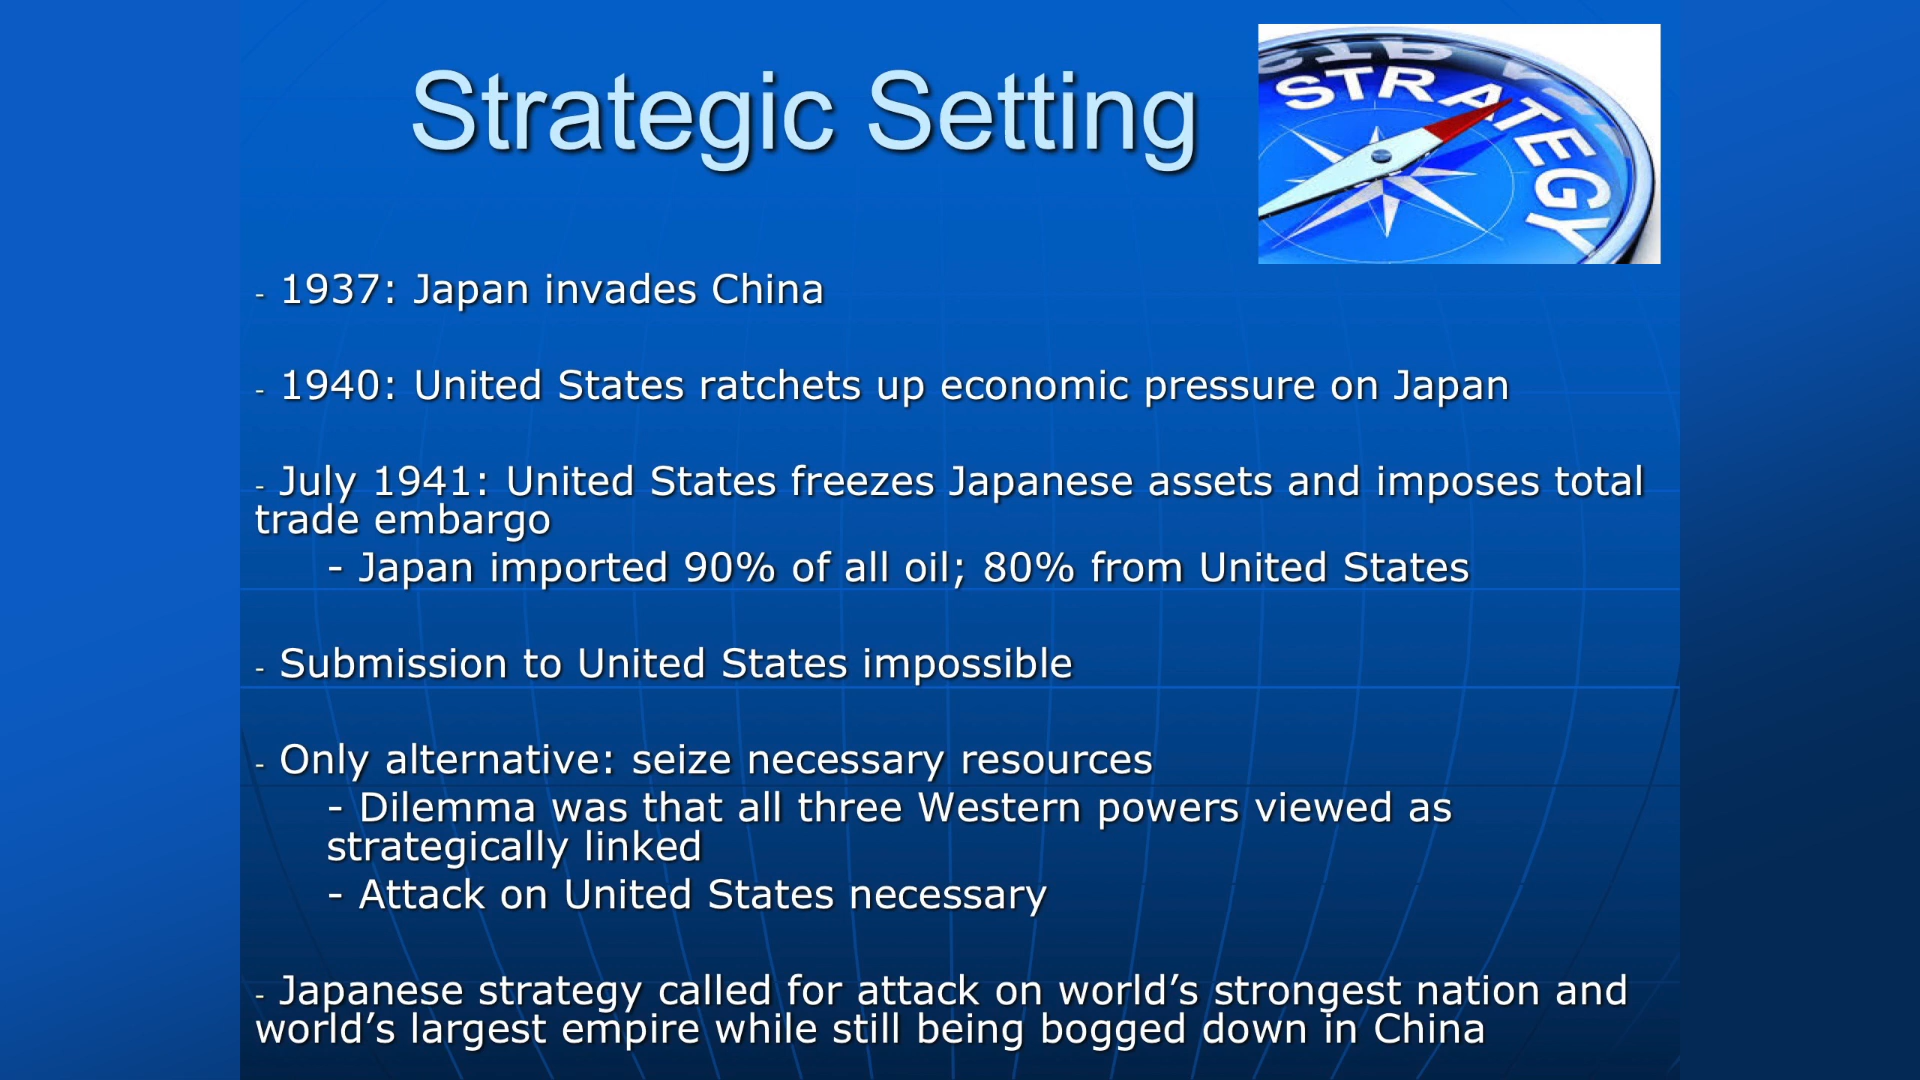 Strategic Setting
STRATEGY
- 1937: Japan invades China
- 1940: United States ratchets up economic pressure on Japan
- July 1941: United States freezes Japanese assets and imposes total
trade embargo
- Japan imported 90% of all oil; 80% from United States
- Submission to United States impossible
- Only alternative: seize necessary resources
- Dilemma was that all three Western powers viewed as
strategically linked
- Attack on United States necessary
- Japanese strategy called for attack on world’s strongest nation and
world’s largest empire while still being bogged down in China